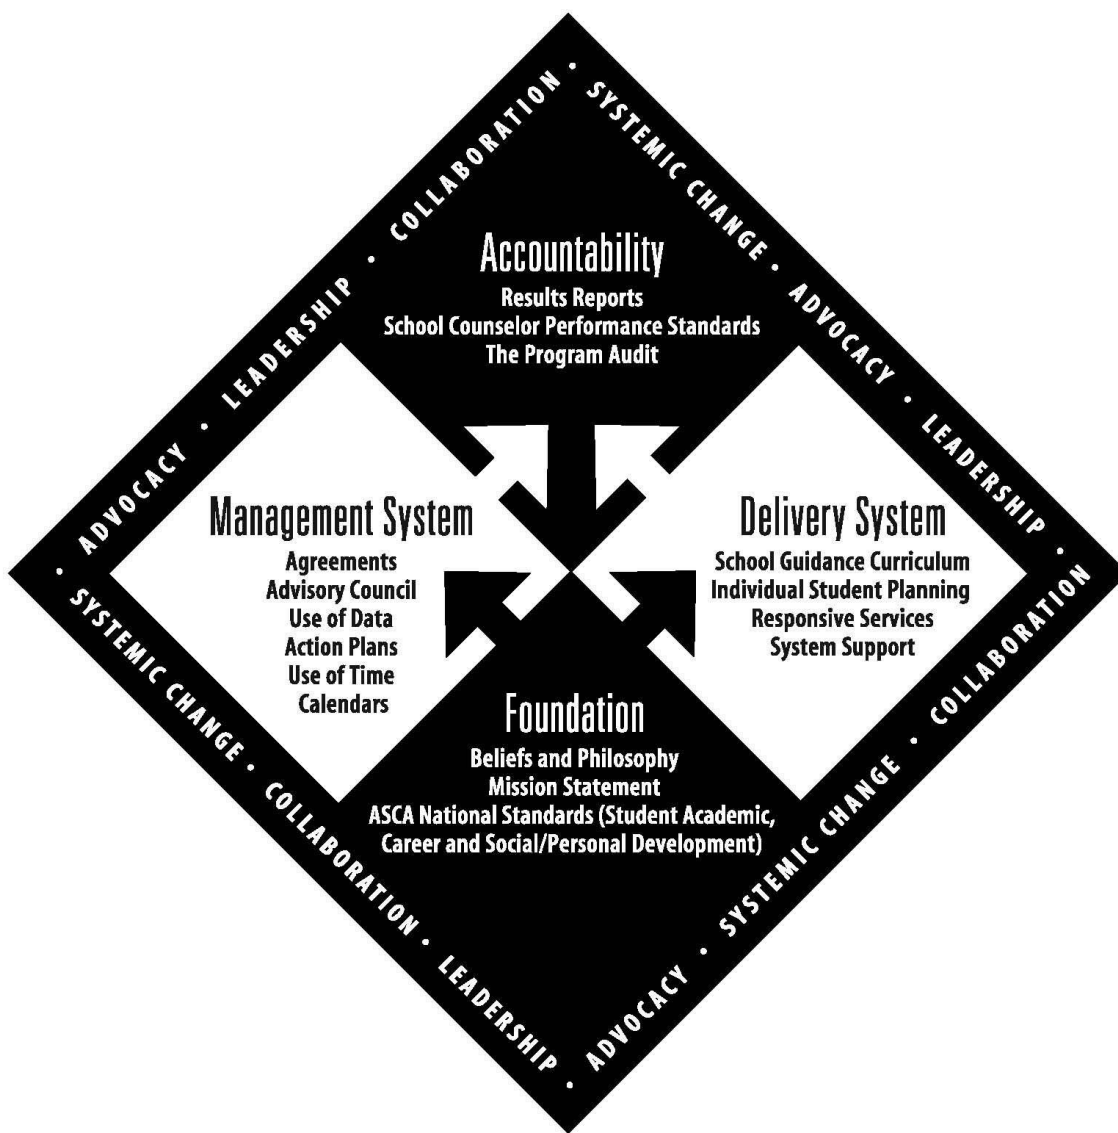 COLLABORATION • SYSTEMIC CHANGE • ADVOCACY • LEADERSHIP •
ADVOCACY • LEADERSHIP •
Accountability
Results Reports
School Counselor Performance Standards
The Program Audit
Management System
Agreements
Advisory Council
Use of Data
Action Plans
Use of Time
Calendars
Delivery System
School Guidance Curriculum
Individual Student Planning
Responsive Services
System Support
Foundation
Beliefs and Philosophy
Mission Statement
ASCA National Standards (Student Academic,
Career and Social/Personal Development)
• SYSTEMIC CHANGE • COLLABORATION • LEADERSHIP •
ADVOCACY • SYSTEMIC CHANGE • COLLABORATION